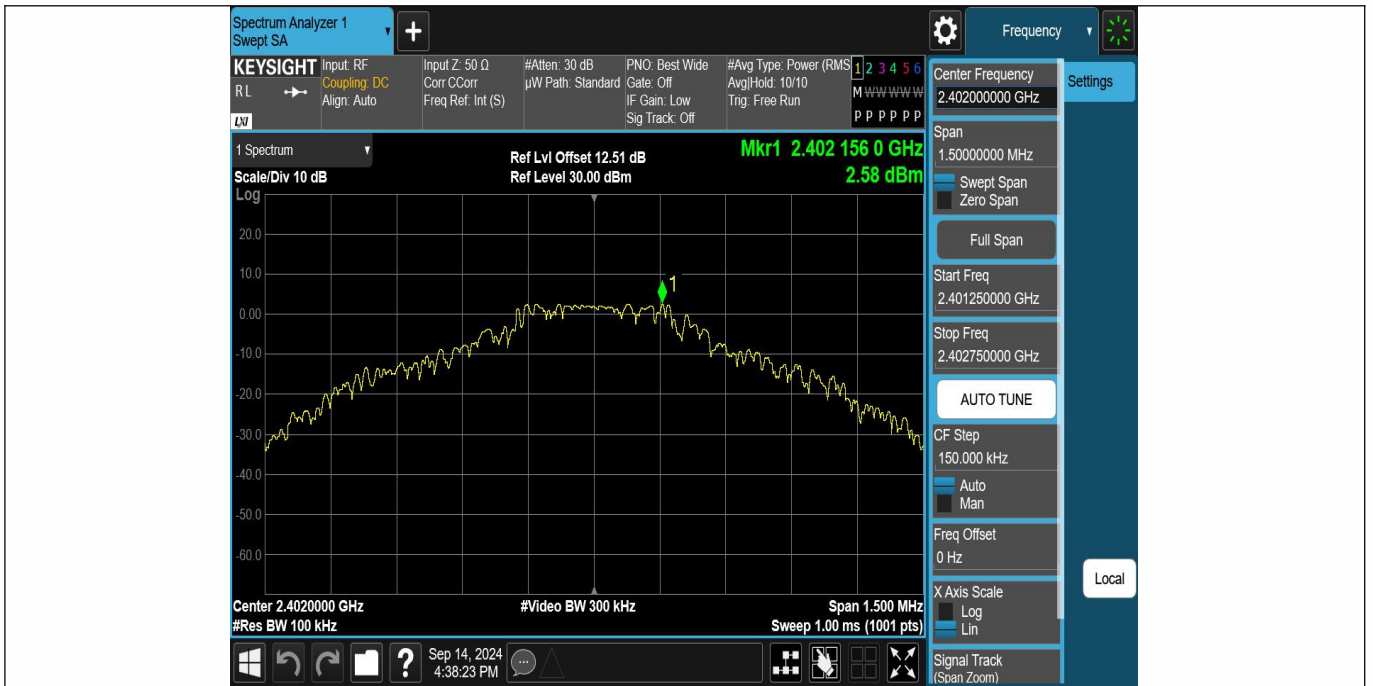 Spectrum Analyzer 1
Swept SA
+
Frequency
KEYSIGHT
RL
LXI
Input: RF
Coupling: DC
Align: Auto
Input Z: 50 Ω
Corr CCorr
Freq Ref: Int (S)
#Atten: 30 dB
µW Path: Standard
PNO: Best Wide
Gate: Off
IF Gain: Low
Sig Track: Off
#Avg Type: Power (RMS
Avg|Hold: 10/10
Trig: Free Run
1 2 3 4 5 6
M W W W W W
P P P P P P
1 Spectrum
Scale/Div 10 dB
Ref Lvl Offset 12.51 dB
Ref Level 30.00 dBm
Mkr1 2.402 156 0 GHz
2.58 dBm
Log
20.0
10.0
0.00
-10.0
-20.0
-30.0
-40.0
-50.0
-60.0
1
Center 2.4020000 GHz
#Res BW 100 kHz
#Video BW 300 kHz
Span 1.500 MHz
Sweep 1.00 ms (1001 pts)
Center Frequency
2.402000000 GHz
Settings
Span
1.50000000 MHz
Swept Span
Zero Span
Full Span
Start Freq
2.401250000 GHz
Stop Freq
2.402750000 GHz
AUTO TUNE
CF Step
150.000 kHz
Auto
Man
Freq Offset
0 Hz
X Axis Scale
Log
Lin
Local
Signal Track
(Span Zoom)
?
Sep 14, 2024
4:38:23 PM